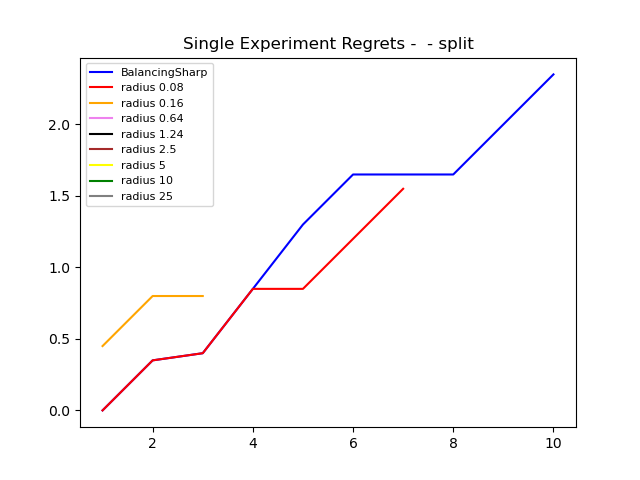 Single Experiment Regrets -  - split
BalancingSharp
radius 0.08
radius 0.16
radius 0.64
radius 1.24
radius 2.5
radius 5
radius 10
radius 25
2.0
1.5
1.0
0.5
0.0
2 4 6 8 10